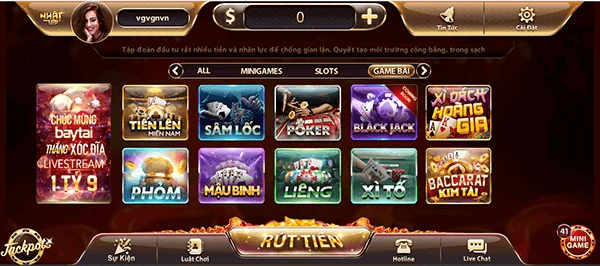 NHẤT
VIP
vgvgnvn
$
0
+
Tin Tức
Cài Đặt
Tập đoàn đầu tư rất nhiều tiền và nhân lực để chống gian lận. Quyết tạo môi trường công bằng, trong sạch
ALL
MINIGAMES
SLOTS
GAME BÀI
CHÚC MỪNG
baytai
THẮNG XÓC ĐĨA
LIVESTREAM
1 TỶ 9
TIẾN LÊN
MIỀN NAM
SÂM LỐC
POKER
BLACK JACK
COMING SOON
XÌ DÁCH
HOÀNG
GIA
PHỎM
MẬU BINH
LIÊNG
XÌ TỐ
BACCARAT
KIM TÀI
Jackpots
Sự Kiện
Luật Chơi
RÚT TIỀN
Hotline
Live Chat
41
MINI
GAME